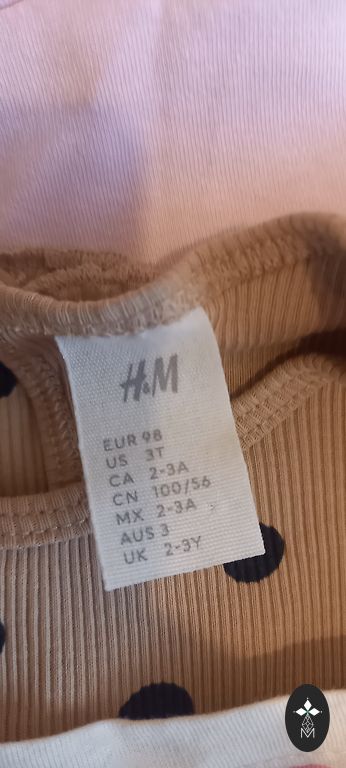 H&M
EUR 98
US 3T
CA 2-3A
CN 100/56
MX 2-3A
AUS 3
UK 2-3Y